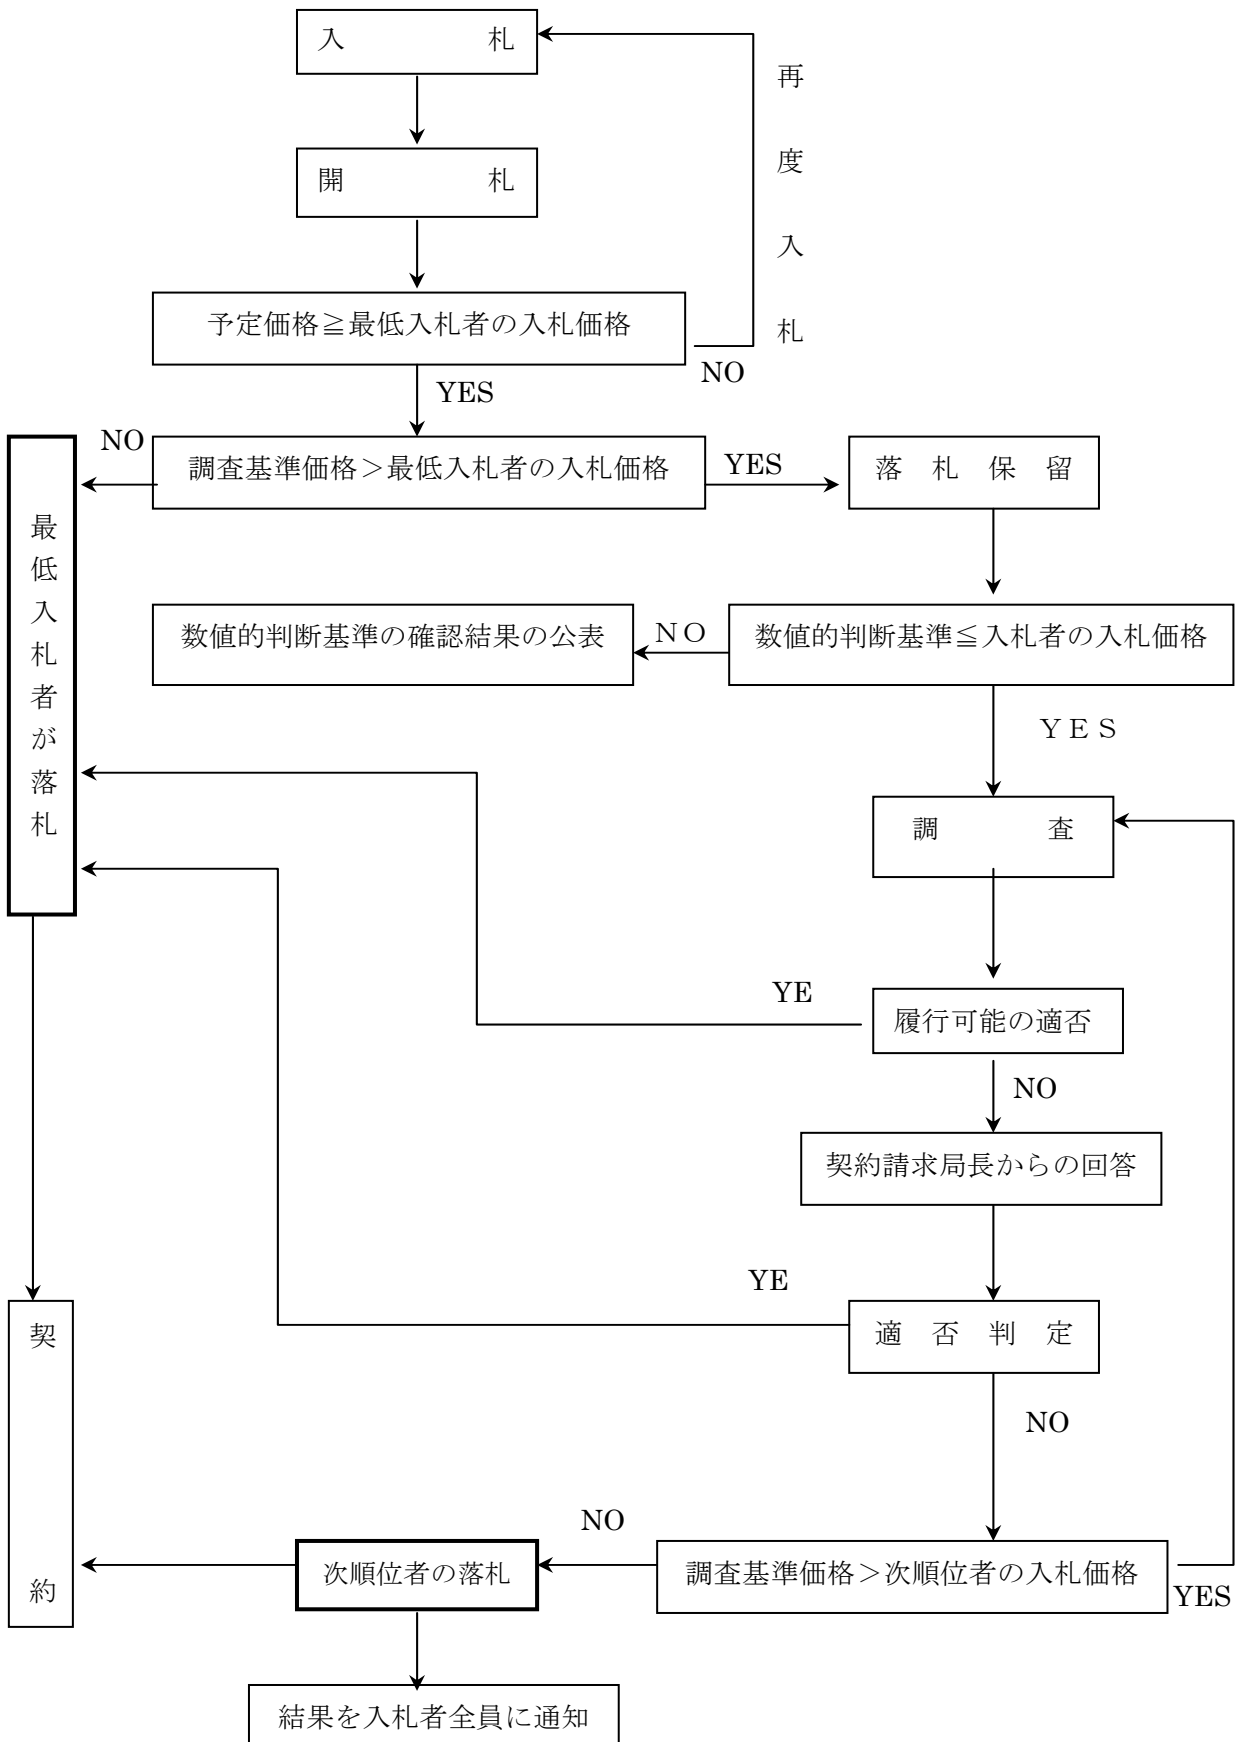 入　　　　札
再度入札
開　　　　札
予定価格≧最低入札者の入札価格
NO
YES
NO
調査基準価格＞最低入札者の入札価格
YES
落　札　保　留
最低入札者が落札
数値的判断基準の確認結果の公表
ＮＯ
数値的判断基準≦入札者の入札価格
ＹＥＳ
調　　　　査
YE
履行可能の適否
NO
契約請求局長からの回答
YE
適　否　判　定
契　　　　約
NO
NO
次順位者の落札
調査基準価格＞次順位者の入札価格
YES
結果を入札者全員に通知